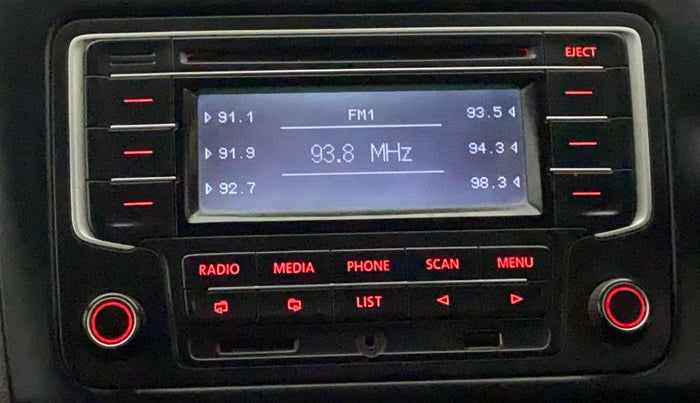 EJECT
91.1 FM1 93.5
91.9 93.8 MHz 94.3
92.7 98.3
RADIO MEDIA PHONE SCAN MENU
LIST